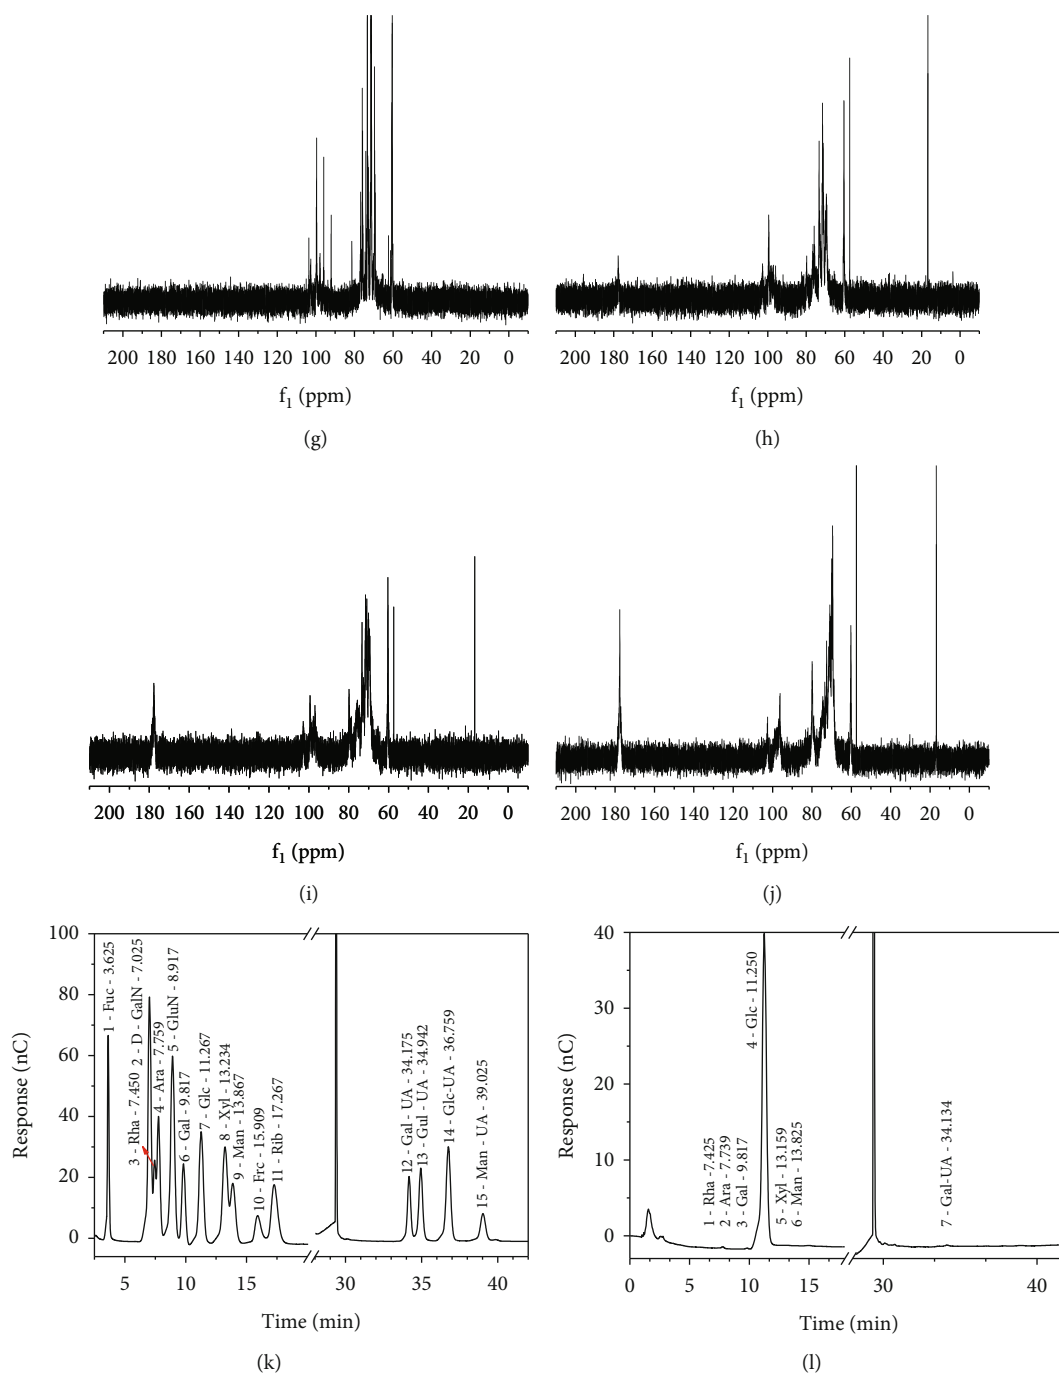 200 180 160 140 120 100 80 60 40 20 0
f1 (ppm)
(g)
200 180 160 140 120 100 80 60 40 20 0
f1 (ppm)
(h)
200 180 160 140 120 100 80 60 40 20 0
f1 (ppm)
(i)
200 180 160 140 120 100 80 60 40 20 0
f1 (ppm)
(j)
Response (nC)
100
80
60
40
20
0
1 - Fuc - 3.625
2 - D - GalN - 7.025
3 - Rha - 7.450
4 - Ara - 7.759
5 - GluN - 8.917
6 - Gal - 9.817
7 - Glc - 11.267
8 - Xyl - 13.234
9 - Man - 13.867
10 - Frc - 15.909
11 - Rib - 17.267
12 - Gal - UA - 34.175
13 - Gul - UA - 34.942
14 - Glc-UA - 36.759
15 - Man - UA - 39.025
5 10 15 30 35 40
Time (min)
(k)
Response (nC)
40
30
20
10
0
1 - Rha - 7.425
2 - Ara - 7.739
3 - Gal - 9.817
4 - Glc - 11.250
5 - Xyl - 13.159
6 - Man - 13.825
7 - Gal-UA - 34.134
0 5 10 15 30 40
Time (min)
(l)